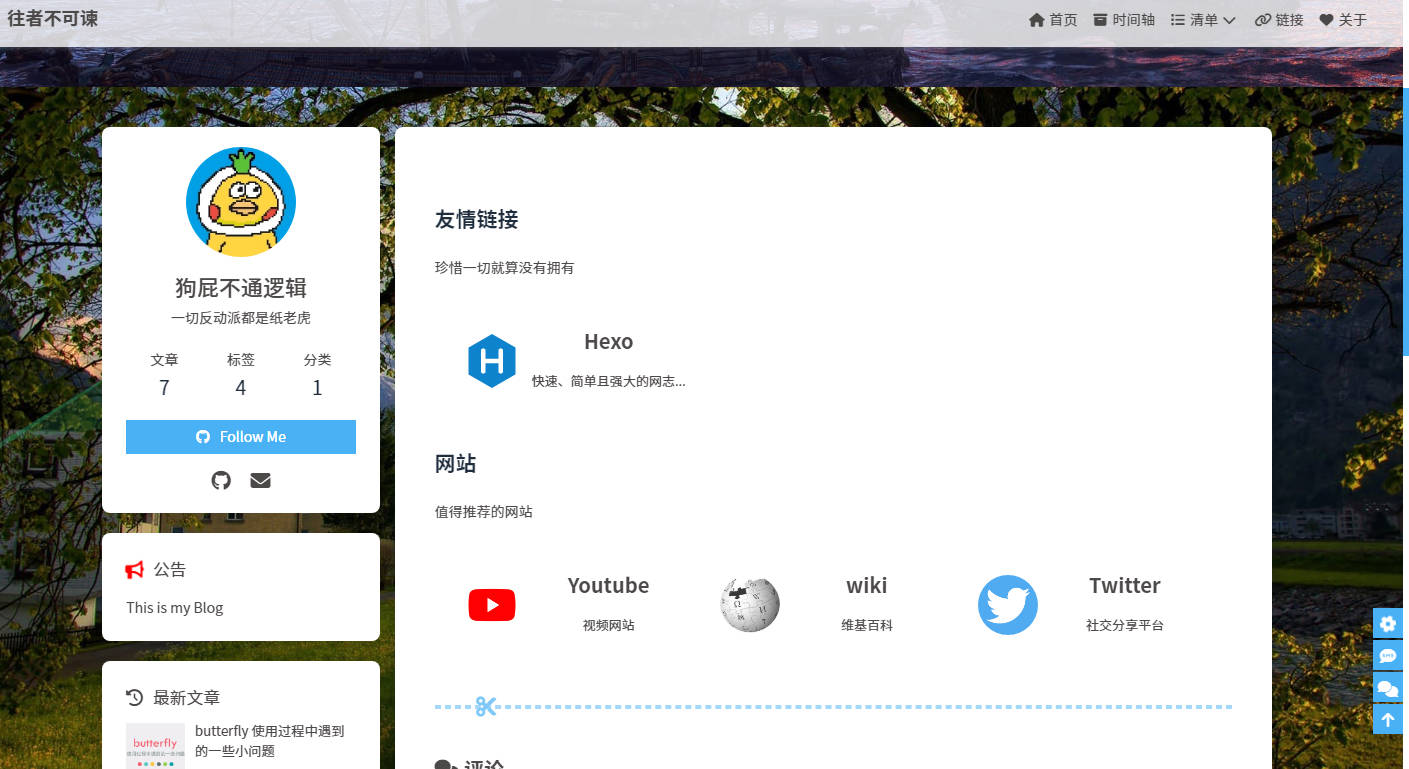 往者不可谏
首页 时间轴 清单 链接 关于
狗屁不通逻辑
一切反动派都是纸老虎
文章 标签 分类
7 4 1
Follow Me
公告
This is my Blog
最新文章
butterfly
butterfly 使用过程中遇到
的一些小问题
友情链接
珍惜一切就算没有拥有
Hexo
快速、简单且强大的网志...
网站
值得推荐的网站
Youtube
视频网站
wiki
维基百科
Twitter
社交分享平台
评论